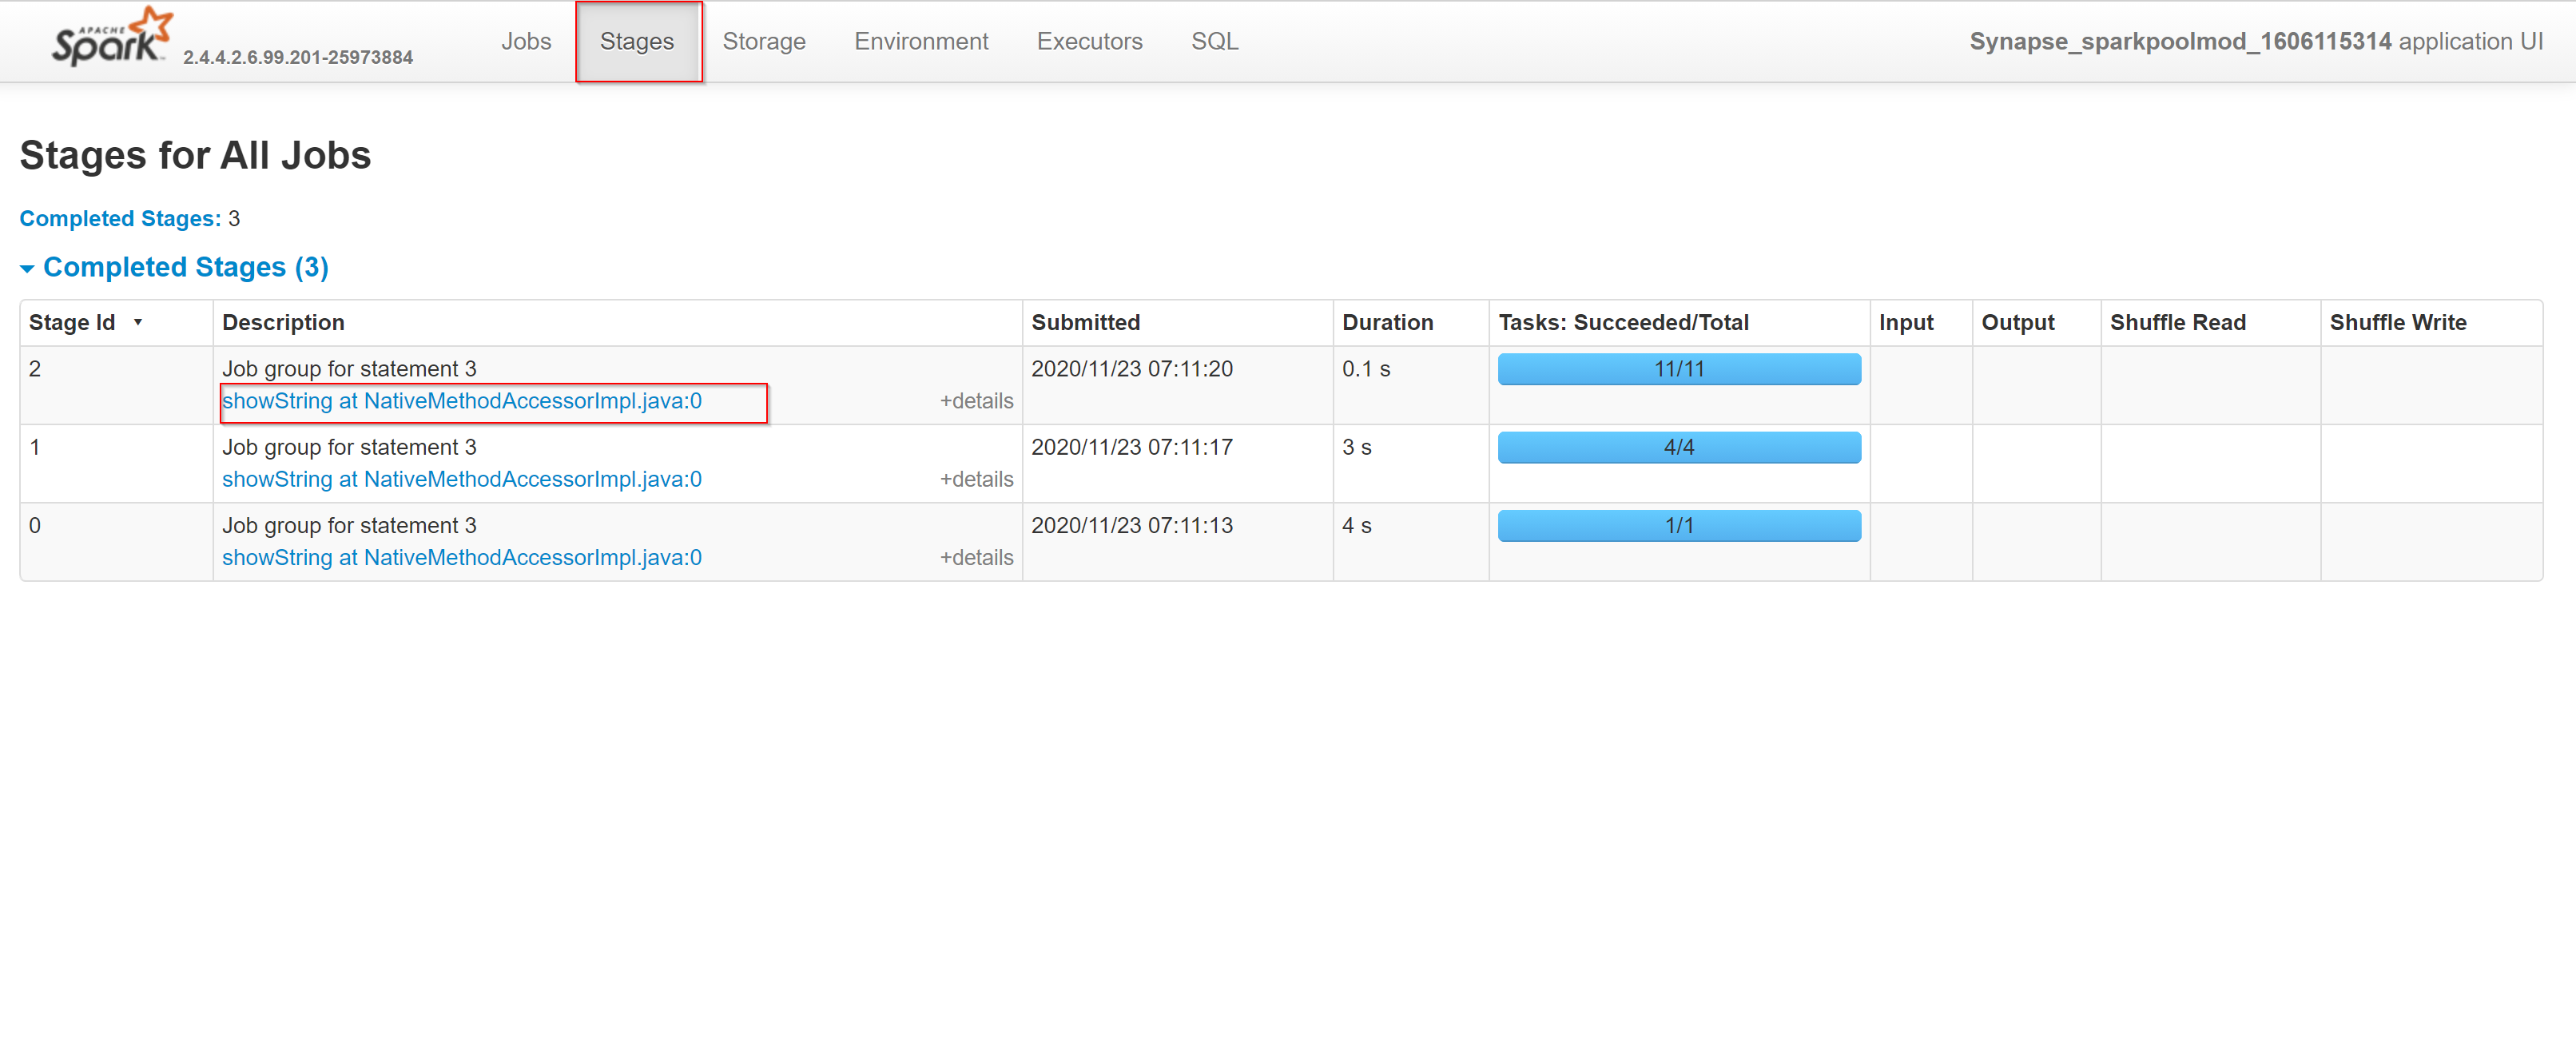 APACHE
Spark 2.4.4.2.6.99.201-25973884 Jobs Stages Storage Environment Executors SQL Synapse_sparkpoolmod_1606115314 application UI
Stages for All Jobs
Completed Stages: 3
Completed Stages (3)
Stage Id Description Submitted Duration Tasks: Succeeded/Total Input Output Shuffle Read Shuffle Write
2 Job group for statement 3 2020/11/23 07:11:20 0.1 s 11/11
showString at NativeMethodAccessorImpl.java:0 +details
1 Job group for statement 3 2020/11/23 07:11:17 3 s 4/4
showString at NativeMethodAccessorImpl.java:0 +details
0 Job group for statement 3 2020/11/23 07:11:13 4 s 1/1
showString at NativeMethodAccessorImpl.java:0 +details